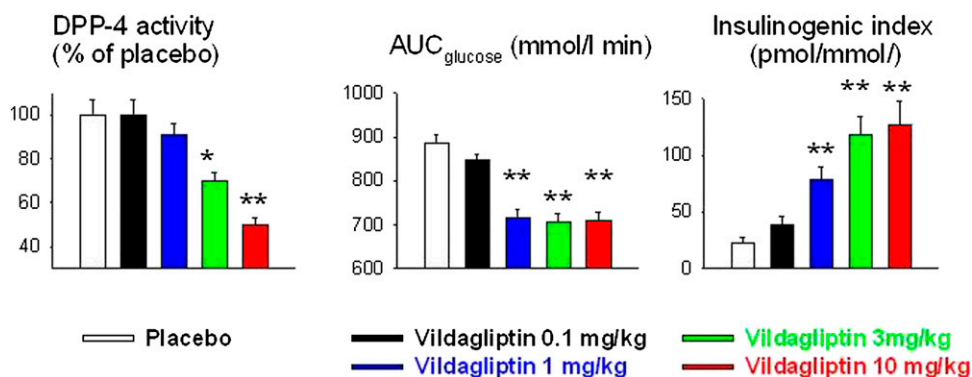 DPP-4 activity
(% of placebo)
100
80
60
40
*
**
AUCglucose (mmol/l min)
1000
900
800
700
600
**
**
**
Insulinogenic index
(pmol/mmol/)
150
100
50
0
**
**
**
Placebo
Vildagliptin 0.1 mg/kg
Vildagliptin 1 mg/kg
Vildagliptin 3mg/kg
Vildagliptin 10 mg/kg